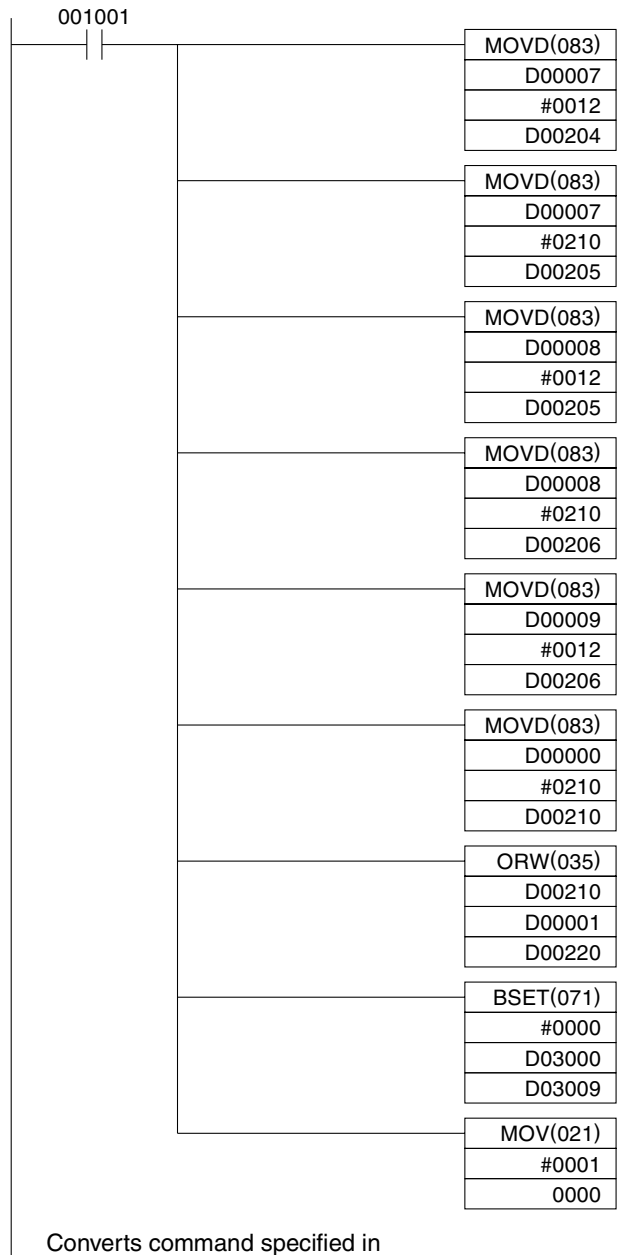 001001
MOVD(083)
D00007
#0012
D00204
MOVD(083)
D00007
#0210
D00205
MOVD(083)
D00008
#0012
D00205
MOVD(083)
D00008
#0210
D00206
MOVD(083)
D00009
#0012
D00206
MOVD(083)
D00000
#0210
D00210
ORW(035)
D00210
D00001
D00220
BSET(071)
#0000
D03000
D03009
MOV(021)
#0001
0000
Converts command specified in